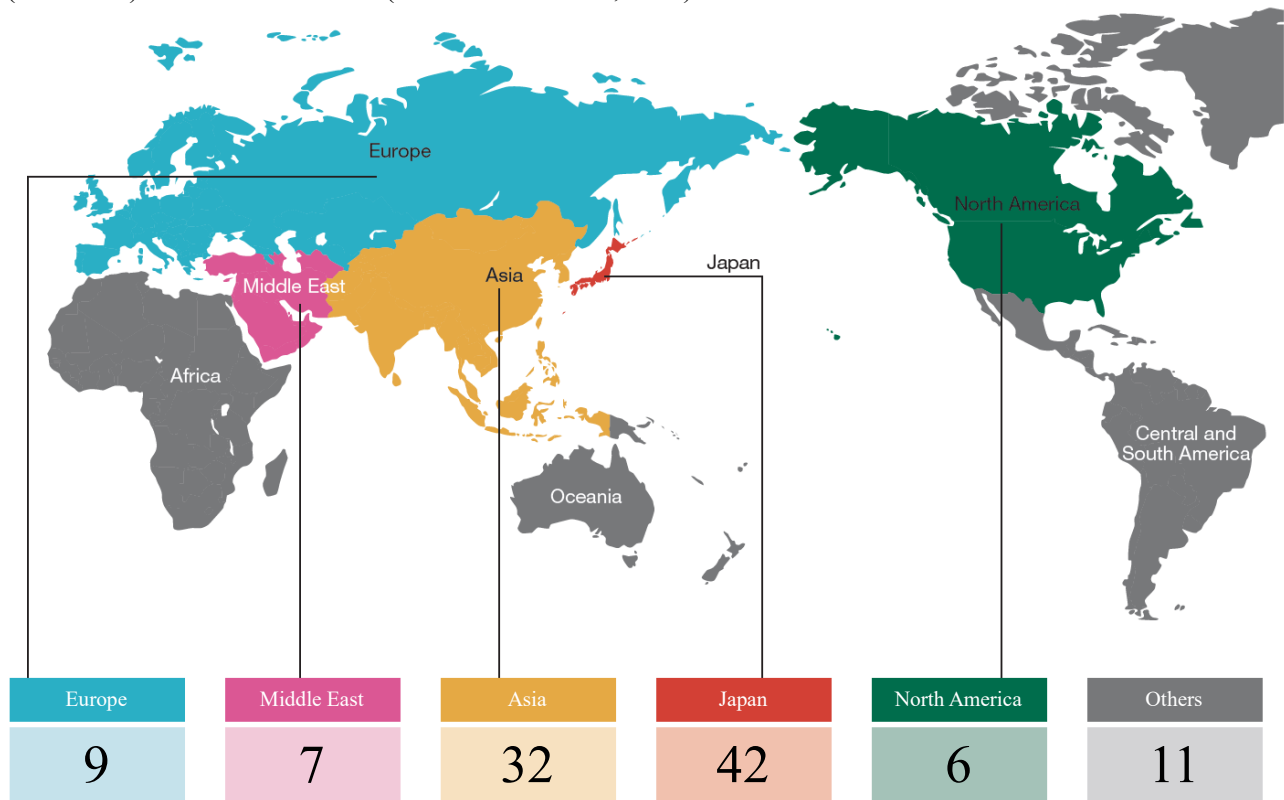 Europe
North America
Japan
Asia
Middle East
Africa
Central and
South America
Oceania
Europe
Middle East
Asia
Japan
North America
Others
9
7
32
42
6
11